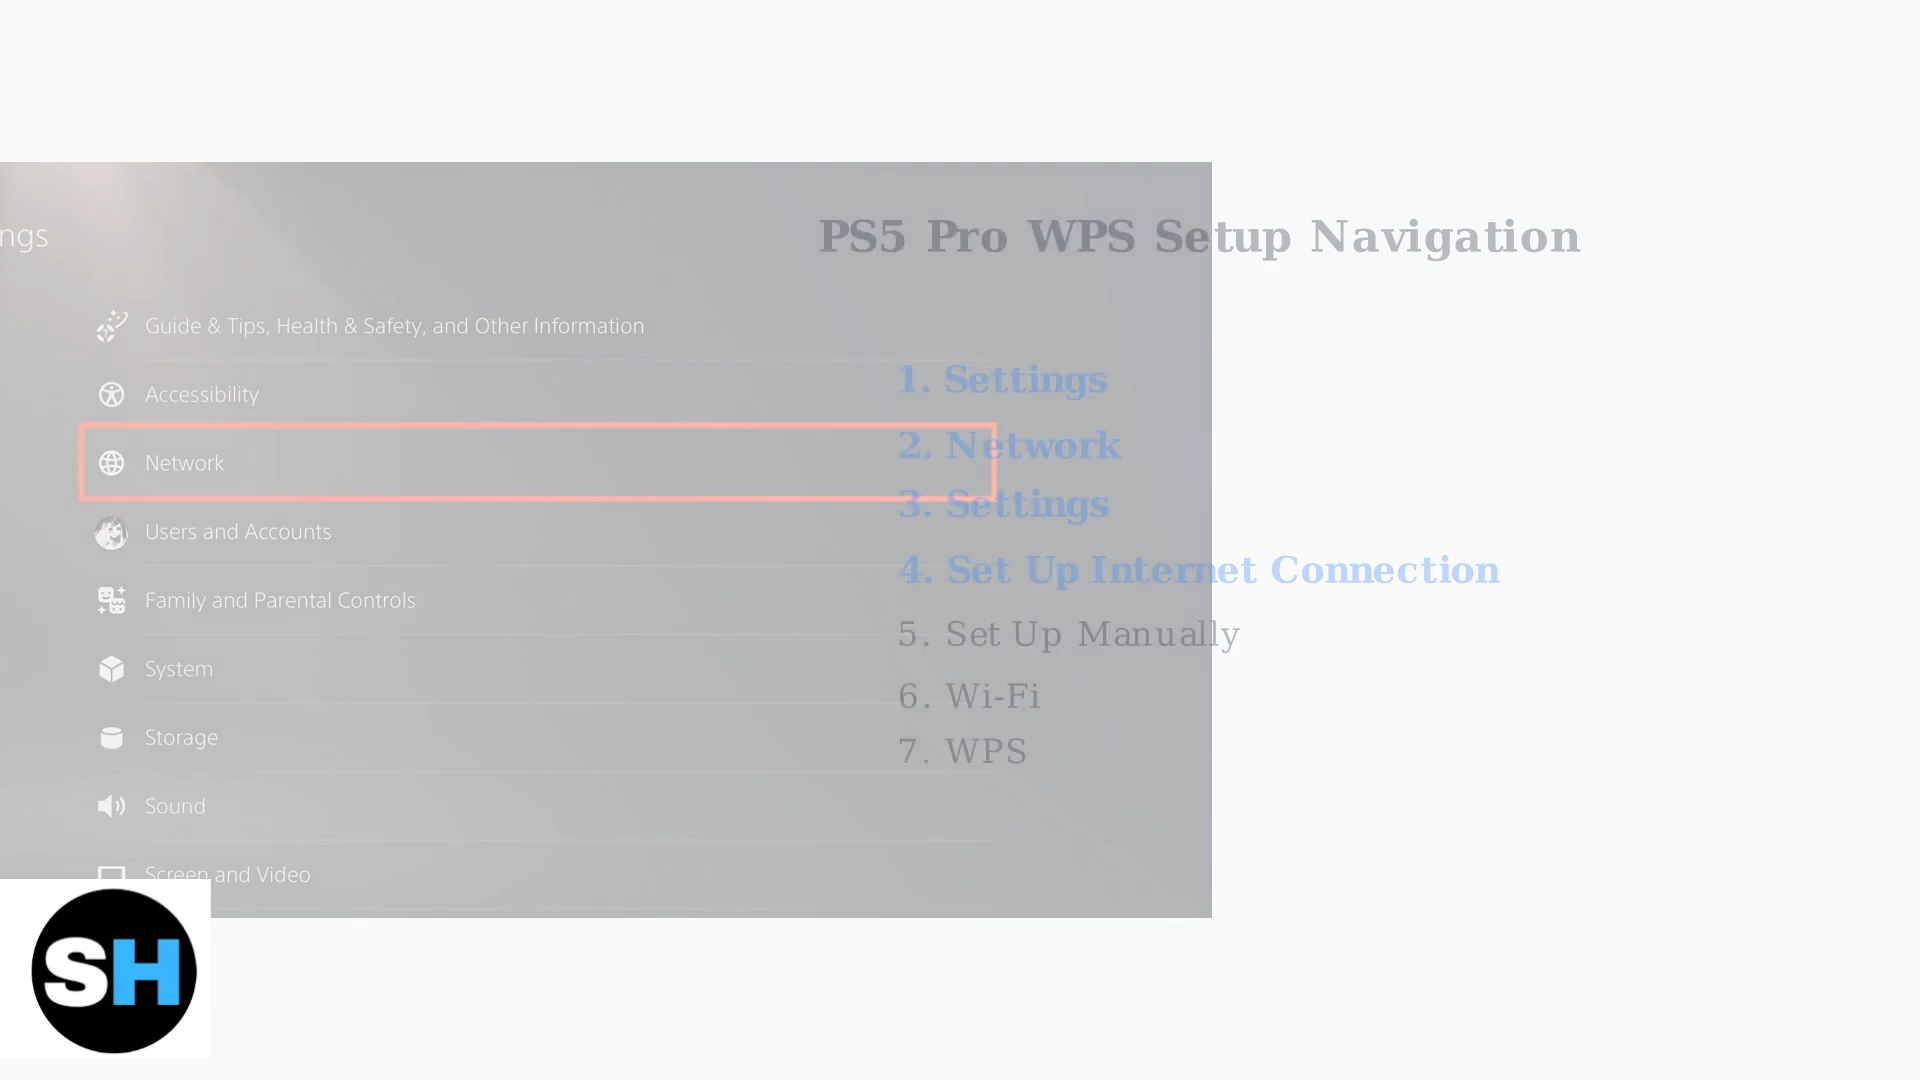 ngs
Guide & Tips, Health & Safety, and Other Information
Accessibility
Network
Users and Accounts
Family and Parental Controls
System
Storage
Sound
Screen and Video
PS5 Pro WPS Setup Navigation
1. Settings
2. Network
3. Settings
4. Set Up Internet Connection
5. Set Up Manually
6. Wi-Fi
7. WPS
SH